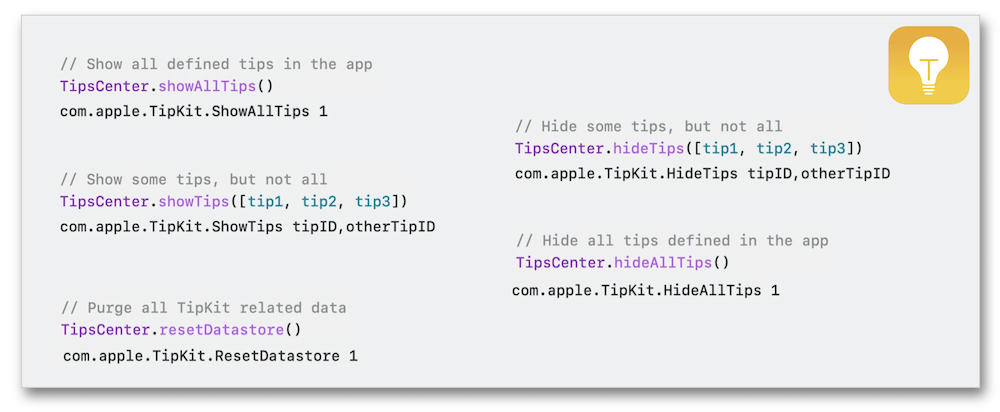 // Show all defined tips in the app
TipsCenter.showAllTips()
com.apple.TipKit.ShowAllTips 1
// Show some tips, but not all
TipsCenter.showTips([tip1, tip2, tip3])
com.apple.TipKit.ShowTips tipID,otherTipID
// Purge all TipKit related data
TipsCenter.resetDatastore()
com.apple.TipKit.ResetDatastore 1
// Hide some tips, but not all
TipsCenter.hideTips([tip1, tip2, tip3])
com.apple.TipKit.HideTips tipID,otherTipID
// Hide all tips defined in the app
TipsCenter.hideAllTips()
com.apple.TipKit.HideAllTips 1